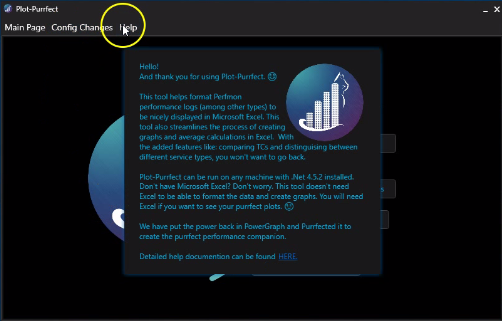 Plot-Purrfect
Main Page Config Changes Help
Hello!
And thank you for using Plot-Purrfect.
This tool helps format Perfmon
performance logs (among other types) to
be nicely displayed in Microsoft Excel. This
tool also streamlines the process of creating
graphs and average calculations in Excel. With
the added features like: comparing TCs and distinguising between
different service types, you won't want to go back.
Plot-Purrfect can be run on any machine with .Net 4.5.2 installed.
Don't have Microsoft Excel? Don't worry. This tool doesn't need
Excel to be able to format the data and create graphs. You will need
Excel if you want to see your purrfect plots.
We have put the power back in PowerGraph and Purrfected it to
create the purrfect performance companion.
Detailed help documention can be found HERE.